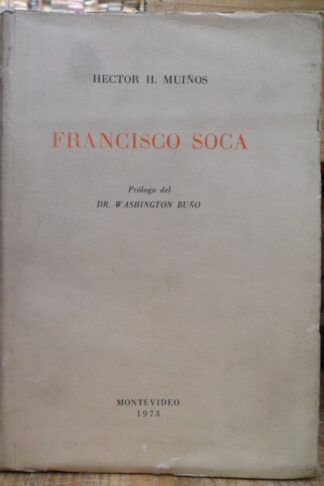 HECTOR H. MUIÑOS
FRANCISCO SOCA
Prólogo del
DR. WASHINGTON BUÑO
MONTEVIDEO
1973